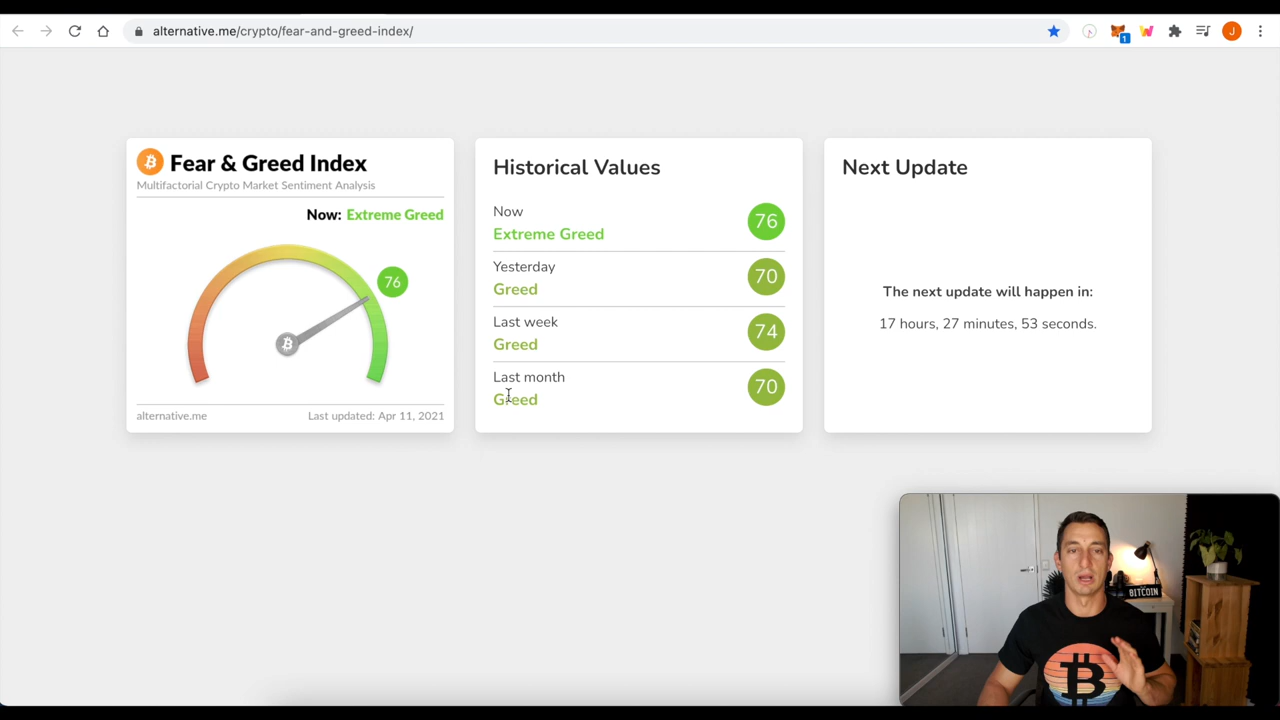 alternative.me/crypto/fear-and-greed-index/
1
J
Fear & Greed Index
Multifactorial Crypto Market Sentiment Analysis
Now: Extreme Greed
76
alternative.me
Last updated: Apr 11, 2021
Historical Values
Now
Extreme Greed
76
Yesterday
Greed
70
Last week
Greed
74
Last month
Greed
70
Next Update
The next update will happen in:
17 hours, 27 minutes, 53 seconds.
BITCOIN